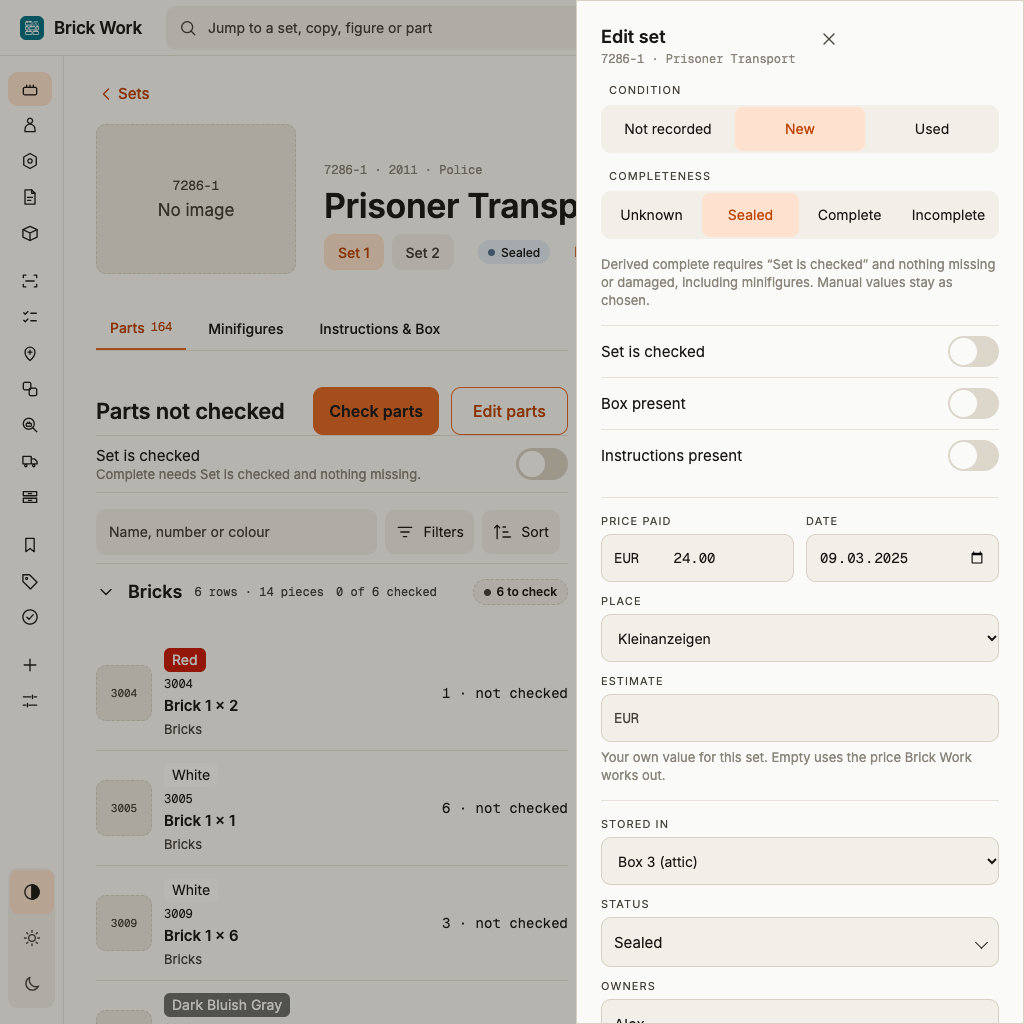 Brick Work
Jump to a set, copy, figure or part
Sets
7286-1
No image
7286-1 · 2011 · Police
Prisoner Transp
Set 1
Set 2
Sealed
Parts 164
Minifigures
Instructions & Box
Parts not checked
Check parts
Edit parts
Set is checked
Complete needs Set is checked and nothing missing.
Name, number or colour
Filters
Sort
Bricks
6 rows · 14 pieces
0 of 6 checked
6 to check
Red
3004
3004
Brick 1 × 2
Bricks
1 · not checked
White
3005
3005
Brick 1 × 1
Bricks
6 · not checked
White
3009
3009
Brick 1 × 6
Bricks
3 · not checked
Dark Bluish Gray
Edit set
7286-1 · Prisoner Transport
CONDITION
Not recorded
New
Used
COMPLETENESS
Unknown
Sealed
Complete
Incomplete
Derived complete requires “Set is checked” and nothing missing
or damaged, including minifigures. Manual values stay as
chosen.
Set is checked
Box present
Instructions present
PRICE PAID
DATE
EUR 24.00
09.03.2025
PLACE
Kleinanzeigen
ESTIMATE
EUR
Your own value for this set. Empty uses the price Brick Work
works out.
STORED IN
Box 3 (attic)
STATUS
Sealed
OWNERS